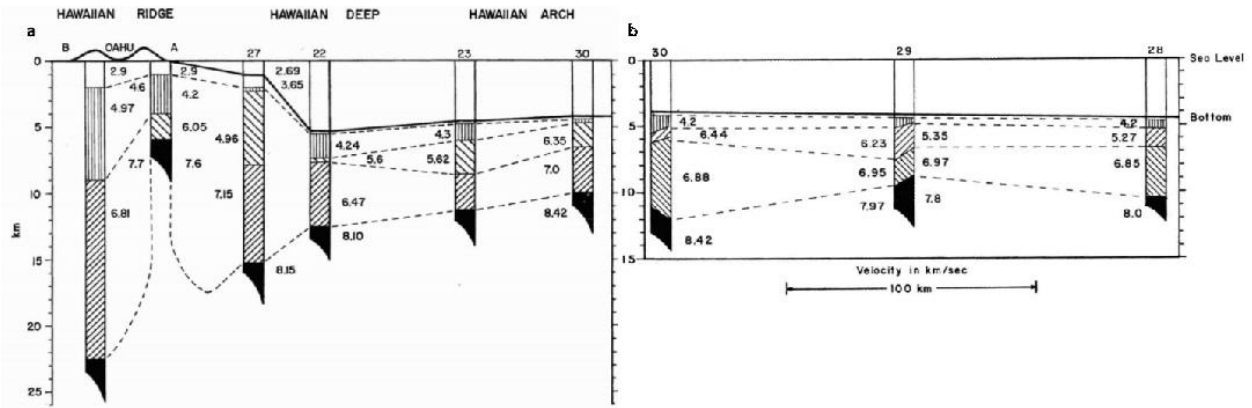 HAWAIIAN RIDGE HAWAIIAN DEEP HAWAIIAN ARCH
a b
B OAHU A 27 22 23 30 30 29 28 Sea Level
0 2.9 2.9 2.69 0
4.6 3.65
4.97 4.2
Bottom
5 6.05 4.96 4.24 4.3 6.35 5 4.2 6.23 5.35 4.2
5.6 5.62 6.44 5.27
7.7 7.6 7.0 6.88 6.95 6.97 6.85
10 7.15 6.47 10
6.81 8.42 7.97 7.8 8.0
8.10 8.42
km
15 8.15 15
Velocity in km/sec
100 km
20
25